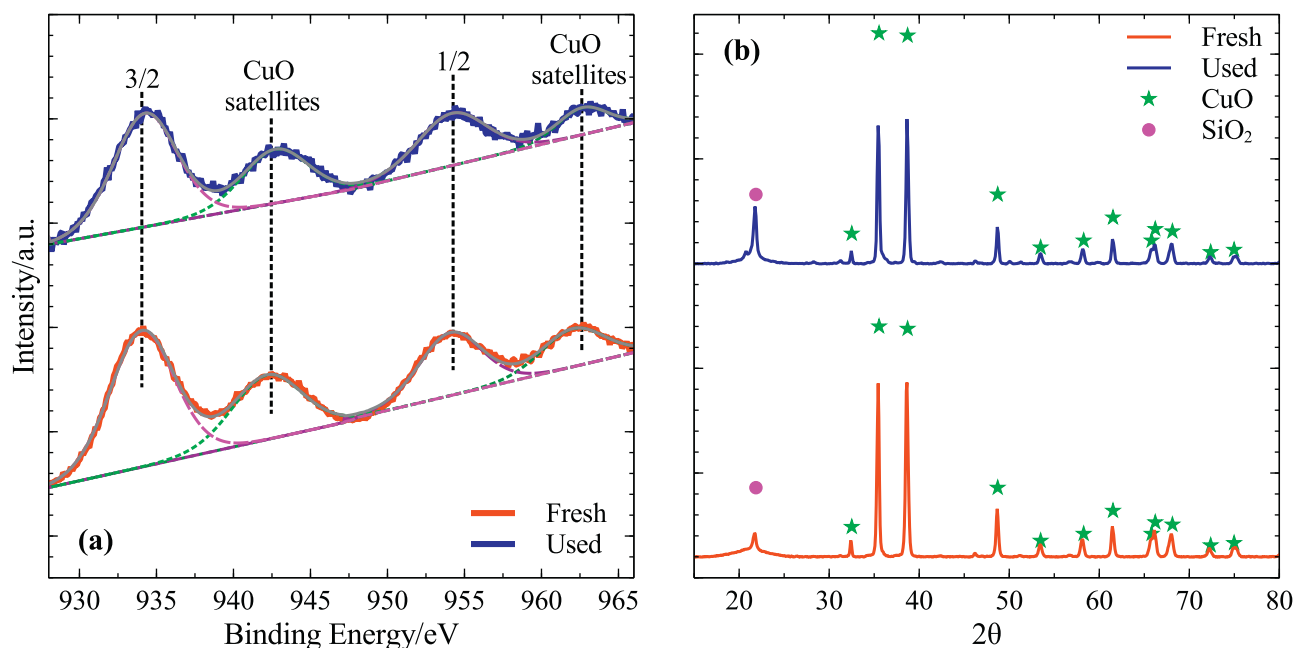 3/2
CuO
satellites
1/2
CuO
satellites
Intensity/a.u.
(a)
Fresh
Used
930 935 940 945 950 955 960 965
Binding Energy/eV
(b)
Fresh
Used
CuO
SiO₂
20 30 40 50 60 70 80
2θ